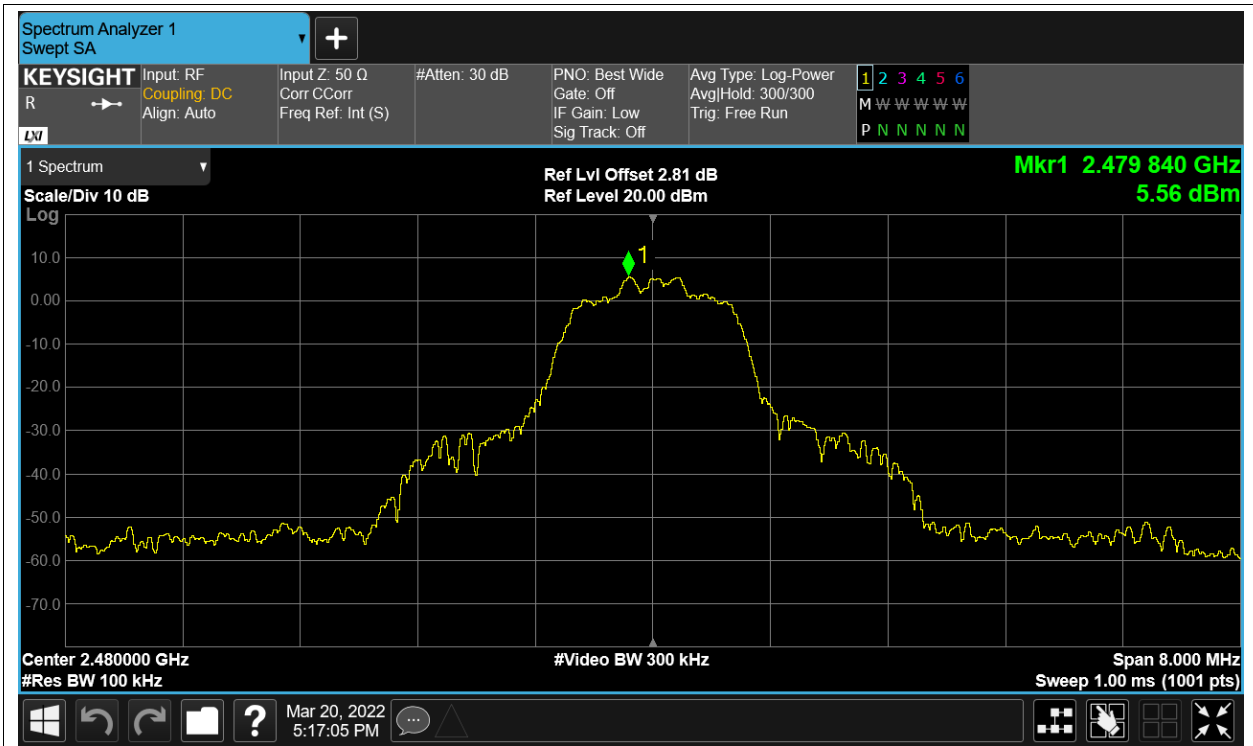 Spectrum Analyzer 1
Swept SA
KEYSIGHT
R
LXI
Input: RF
Coupling: DC
Align: Auto
Input Z: 50 Ω
Corr CCorr
Freq Ref: Int (S)
#Atten: 30 dB
PNO: Best Wide
Gate: Off
IF Gain: Low
Sig Track: Off
Avg Type: Log-Power
Avg|Hold: 300/300
Trig: Free Run
1 2 3 4 5 6
M W W W W W
P N N N N N
1 Spectrum
Scale/Div 10 dB
Log
Ref Lvl Offset 2.81 dB
Ref Level 20.00 dBm
Mkr1 2.479 840 GHz
5.56 dBm
1
10.0
0.00
-10.0
-20.0
-30.0
-40.0
-50.0
-60.0
-70.0
Center 2.480000 GHz
#Res BW 100 kHz
#Video BW 300 kHz
Span 8.000 MHz
Sweep 1.00 ms (1001 pts)
?
Mar 20, 2022
5:17:05 PM